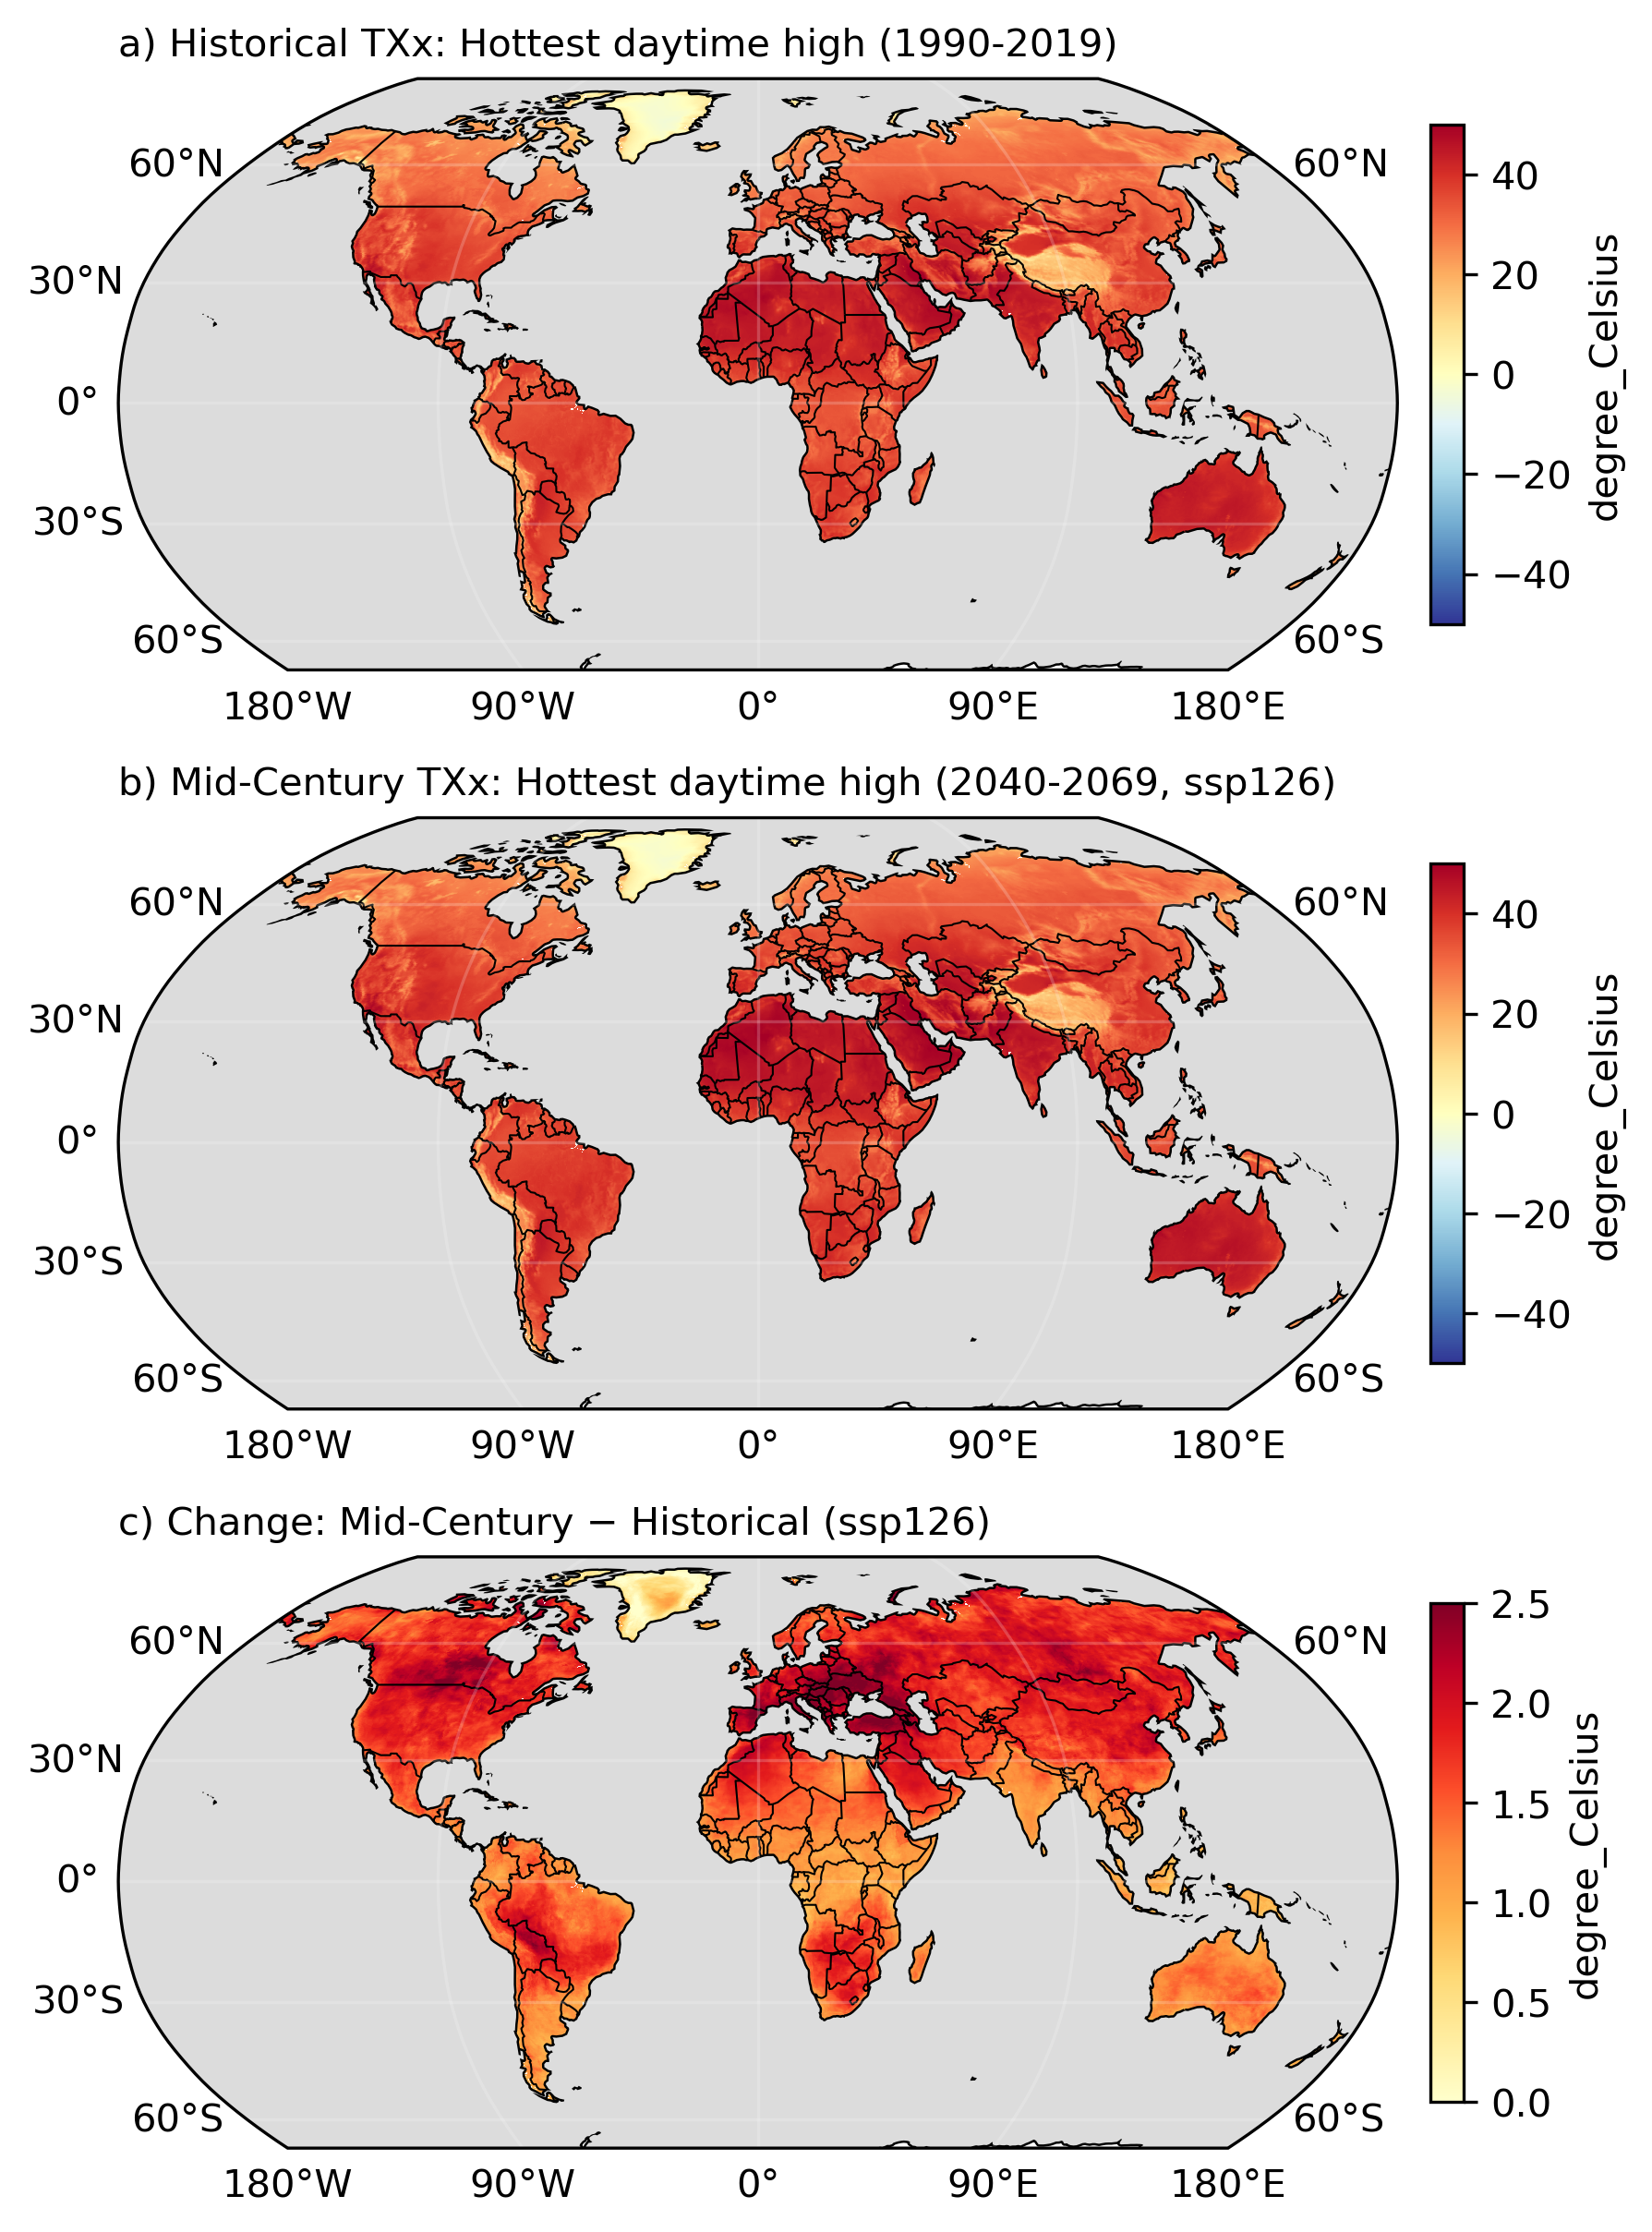 a) Historical TXx: Hottest daytime high (1990-2019)
60°N 60°N
30°N
0°
30°S
60°S 60°S
180°W 90°W 0° 90°E 180°E
40
20
0
−20
−40
degree_Celsius
b) Mid-Century TXx: Hottest daytime high (2040-2069, ssp126)
60°N 60°N
30°N
0°
30°S
60°S 60°S
180°W 90°W 0° 90°E 180°E
40
20
0
−20
−40
degree_Celsius
c) Change: Mid-Century − Historical (ssp126)
60°N 60°N
30°N
0°
30°S
60°S 60°S
180°W 90°W 0° 90°E 180°E
2.5
2.0
1.5
1.0
0.5
0.0
degree_Celsius